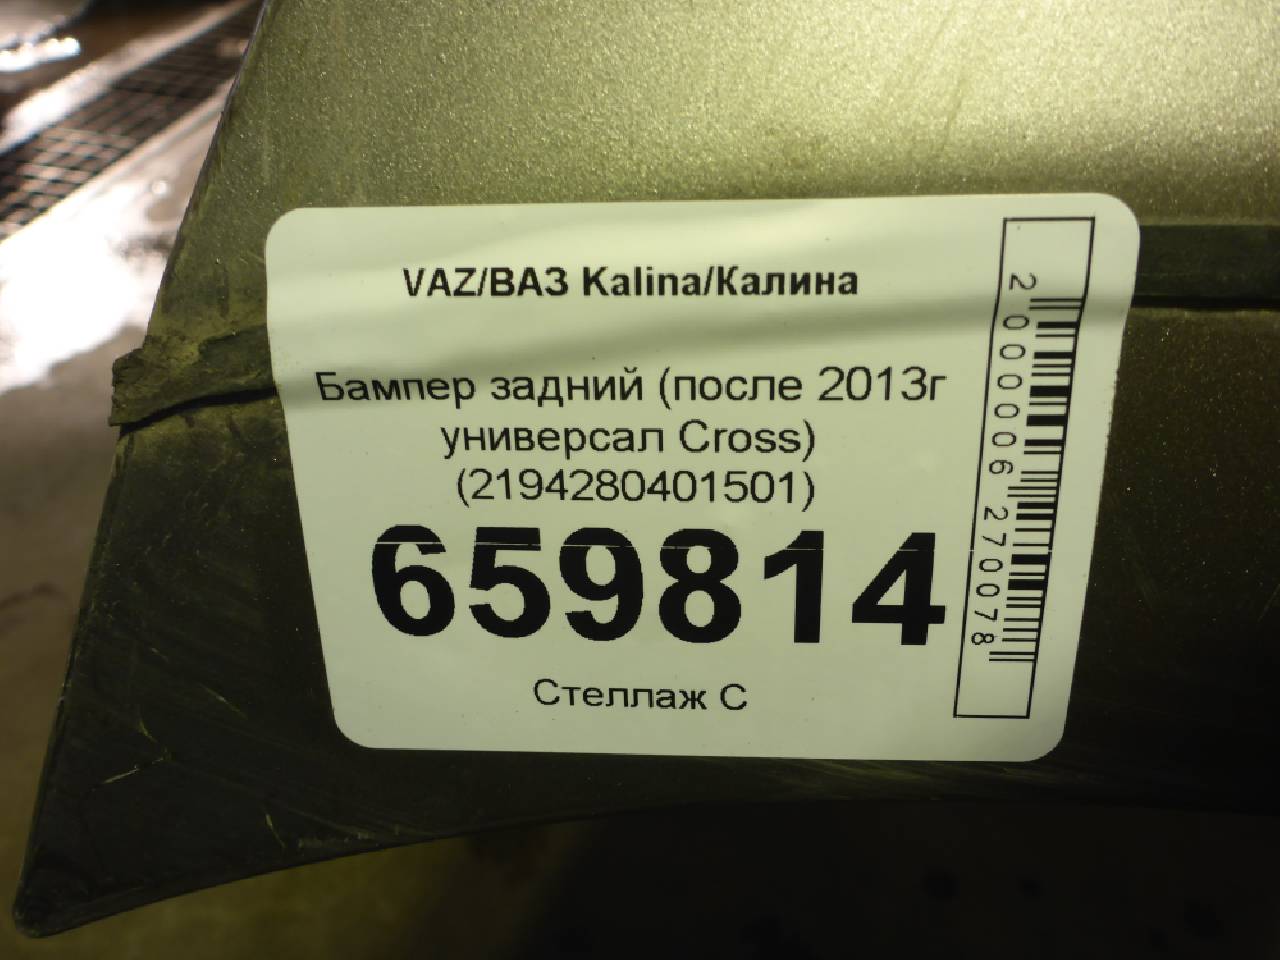 VAZ/ВАЗ Kalina/Калина
Бампер задний (после 2013г
универсал Cross)
(2194280401501)
659814
Стеллаж С
2000006270078